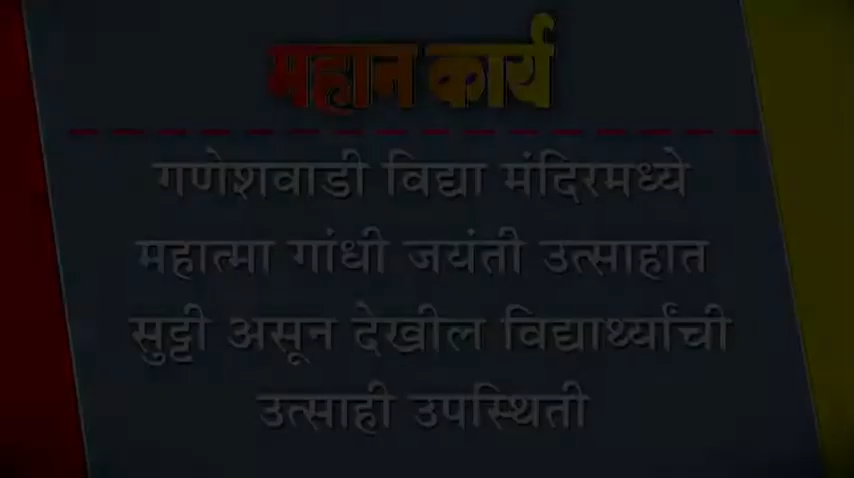 महान कार्य
गणेशवाडी विद्या मंदिरमध्ये
महात्मा गांधी जयंती उत्साहात
सुट्टी असून देखील विद्यार्थ्यांची
उत्साही उपस्थिती